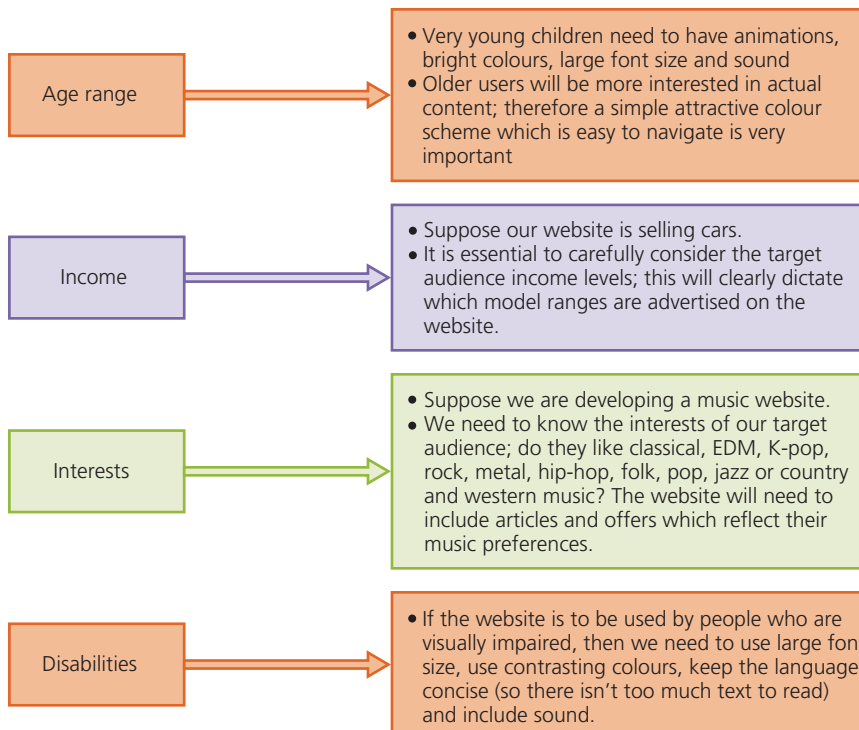 Age range
• Very young children need to have animations,
bright colours, large font size and sound
• Older users will be more interested in actual
content; therefore a simple attractive colour
scheme which is easy to navigate is very
important
Income
• Suppose our website is selling cars.
• It is essential to carefully consider the target
audience income levels; this will clearly dictate
which model ranges are advertised on the
website.
Interests
• Suppose we are developing a music website.
• We need to know the interests of our target
audience; do they like classical, EDM, K-pop,
rock, metal, hip-hop, folk, pop, jazz or country
and western music? The website will need to
include articles and offers which reflect their
music preferences.
Disabilities
• If the website is to be used by people who are
visually impaired, then we need to use large fon
size, use contrasting colours, keep the language
concise (so there isn’t too much text to read)
and include sound.